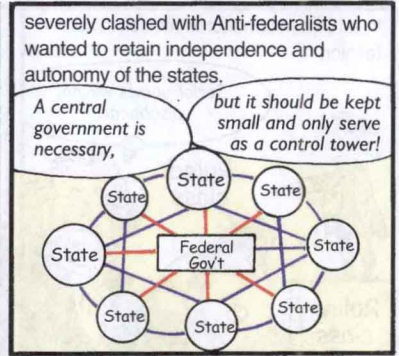 severely clashed with Anti-federalists who
wanted to retain independence and
autonomy of the states.
A central
government is
necessary,
but it should be kept
small and only serve
as a control tower!
State
State
State
State
Federal
Gov't
State
State
State
State